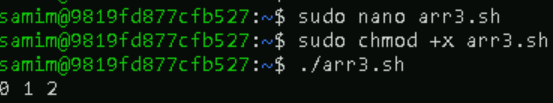 samim@9819fd877cfb527:~$ sudo nano arr3.sh
samim@9819fd877cfb527:~$ sudo chmod +x arr3.sh
samim@9819fd877cfb527:~$ ./arr3.sh
0 1 2